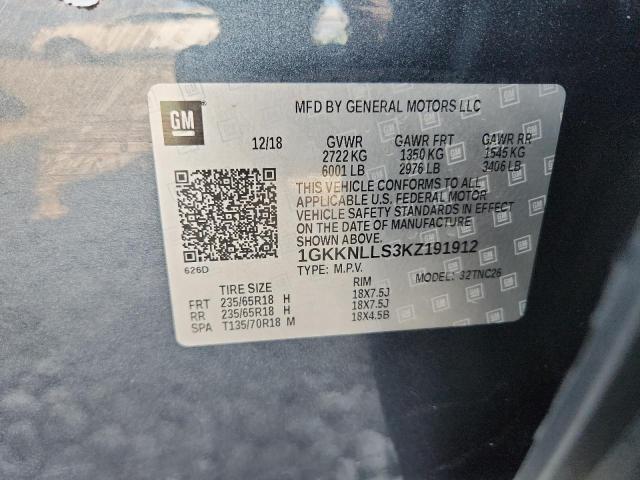 GM
MFD BY GENERAL MOTORS LLC
12/18 GVWR GAWR FRT GAWR RR
2722 KG 1350 KG 1545 KG
6001 LB 2976 LB 3406 LB
THIS VEHICLE CONFORMS TO ALL
APPLICABLE U.S. FEDERAL MOTOR
VEHICLE SAFETY STANDARDS IN EFFECT
ON THE DATE OF MANUFACTURE
SHOWN ABOVE.
1GKKNLLS3KZ191912
626D
TYPE: M.P.V. MODEL: 32TNC26
TIRE SIZE RIM
FRT 235/65R18 H 18X7.5J
RR 235/65R18 H 18X7.5J
SPA T135/70R18 M 18X4.5B